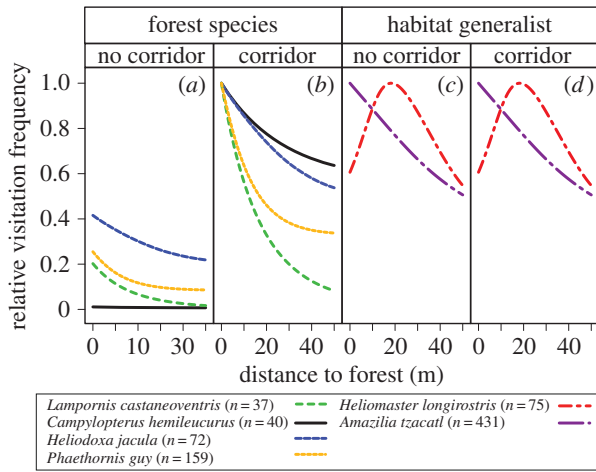 forest species habitat generalist
no corridor corridor no corridor corridor
(a) (b) (c) (d)
relative visitation frequency
1.0
0.8
0.6
0.4
0.2
0
0 10 30 0 20 40 0 20 40 0 20 40
distance to forest (m)
Lampornis castaneoventris (n = 37) Heliomaster longirostris (n = 75)
Campylopterus hemileucurus (n = 40) Amazilia tzacatl (n = 431)
Heliodoxa jacula (n = 72)
Phaethornis guy (n = 159)